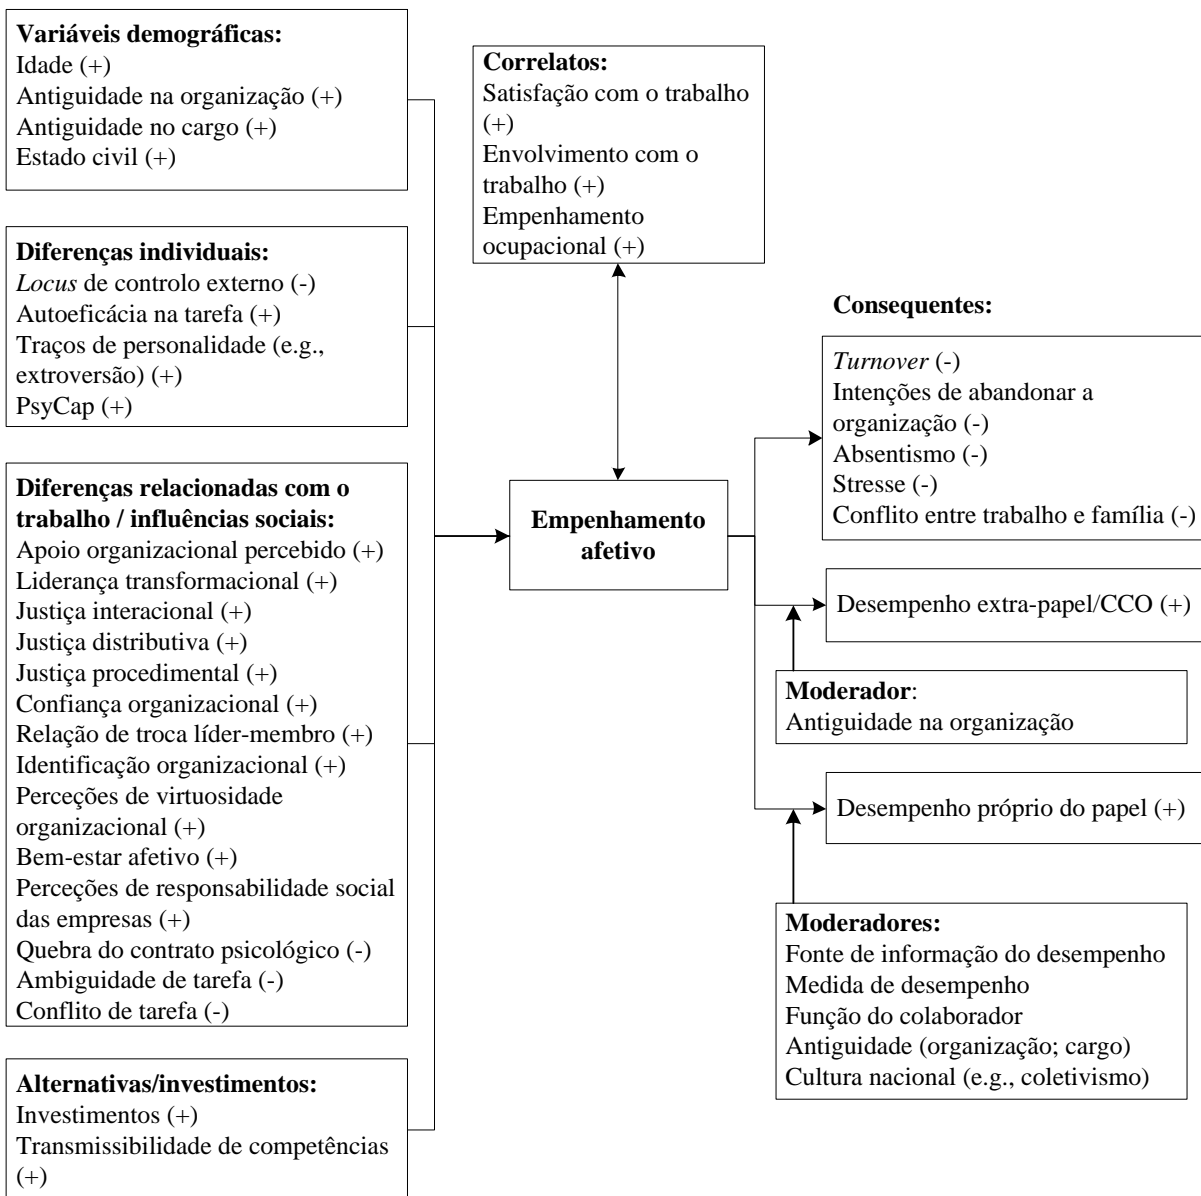 Variáveis demográficas:
Idade (+)
Antiguidade na organização (+)
Antiguidade no cargo (+)
Estado civil (+)
Diferenças individuais:
Locus de controlo externo (-)
Autoeficácia na tarefa (+)
Traços de personalidade (e.g.,
extroversão) (+)
PsyCap (+)
Diferenças relacionadas com o
trabalho / influências sociais:
Apoio organizacional percebido (+)
Liderança transformacional (+)
Justiça interacional (+)
Justiça distributiva (+)
Justiça procedimental (+)
Confiança organizacional (+)
Relação de troca líder-membro (+)
Identificação organizacional (+)
Perceções de virtuosidade
organizacional (+)
Bem-estar afetivo (+)
Perceções de responsabilidade social
das empresas (+)
Quebra do contrato psicológico (-)
Ambiguidade de tarefa (-)
Conflito de tarefa (-)
Alternativas/investimentos:
Investimentos (+)
Transmissibilidade de competências
(+)
Correlatos:
Satisfação com o trabalho
(+)
Envolvimento com o
trabalho (+)
Empenhamento
ocupacional (+)
Empenhamento
afetivo
Consequentes:
Turnover (-)
Intenções de abandonar a
organização (-)
Absentismo (-)
Stresse (-)
Conflito entre trabalho e família (-)
Desempenho extra-papel/CCO (+)
Moderador:
Antiguidade na organização
Desempenho próprio do papel (+)
Moderadores:
Fonte de informação do desempenho
Medida de desempenho
Função do colaborador
Antiguidade (organização; cargo)
Cultura nacional (e.g., coletivismo)